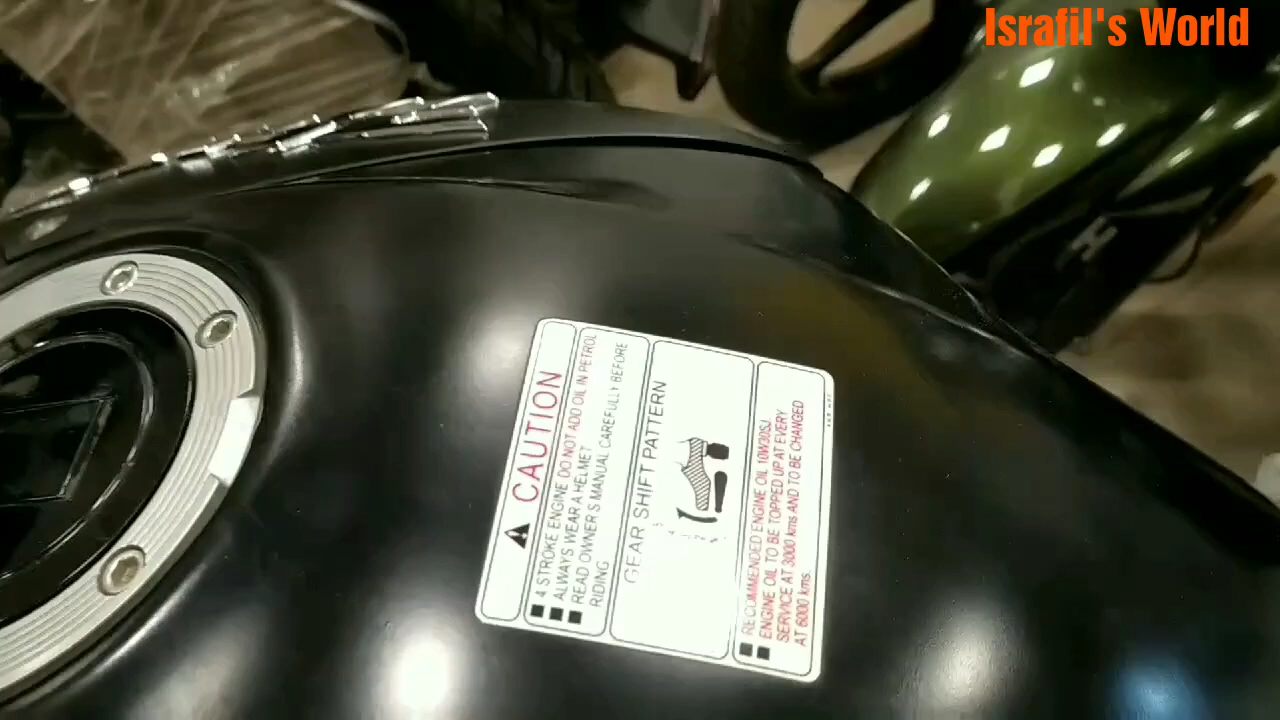 Israfil's World
CAUTION
4 STROKE ENGINE DO NOT ADD OIL IN PETROL
ALWAYS WEAR A HELMET
READ OWNER'S MANUAL CAREFULLY BEFORE
RIDING
GEAR SHIFT PATTERN
RECOMMENDED ENGINE OIL 10W30SJ
ENGINE OIL TO BE TOPPED UP AT EVERY
SERVICE AT 3000 kms AND TO BE CHANGED
AT 6000 kms.